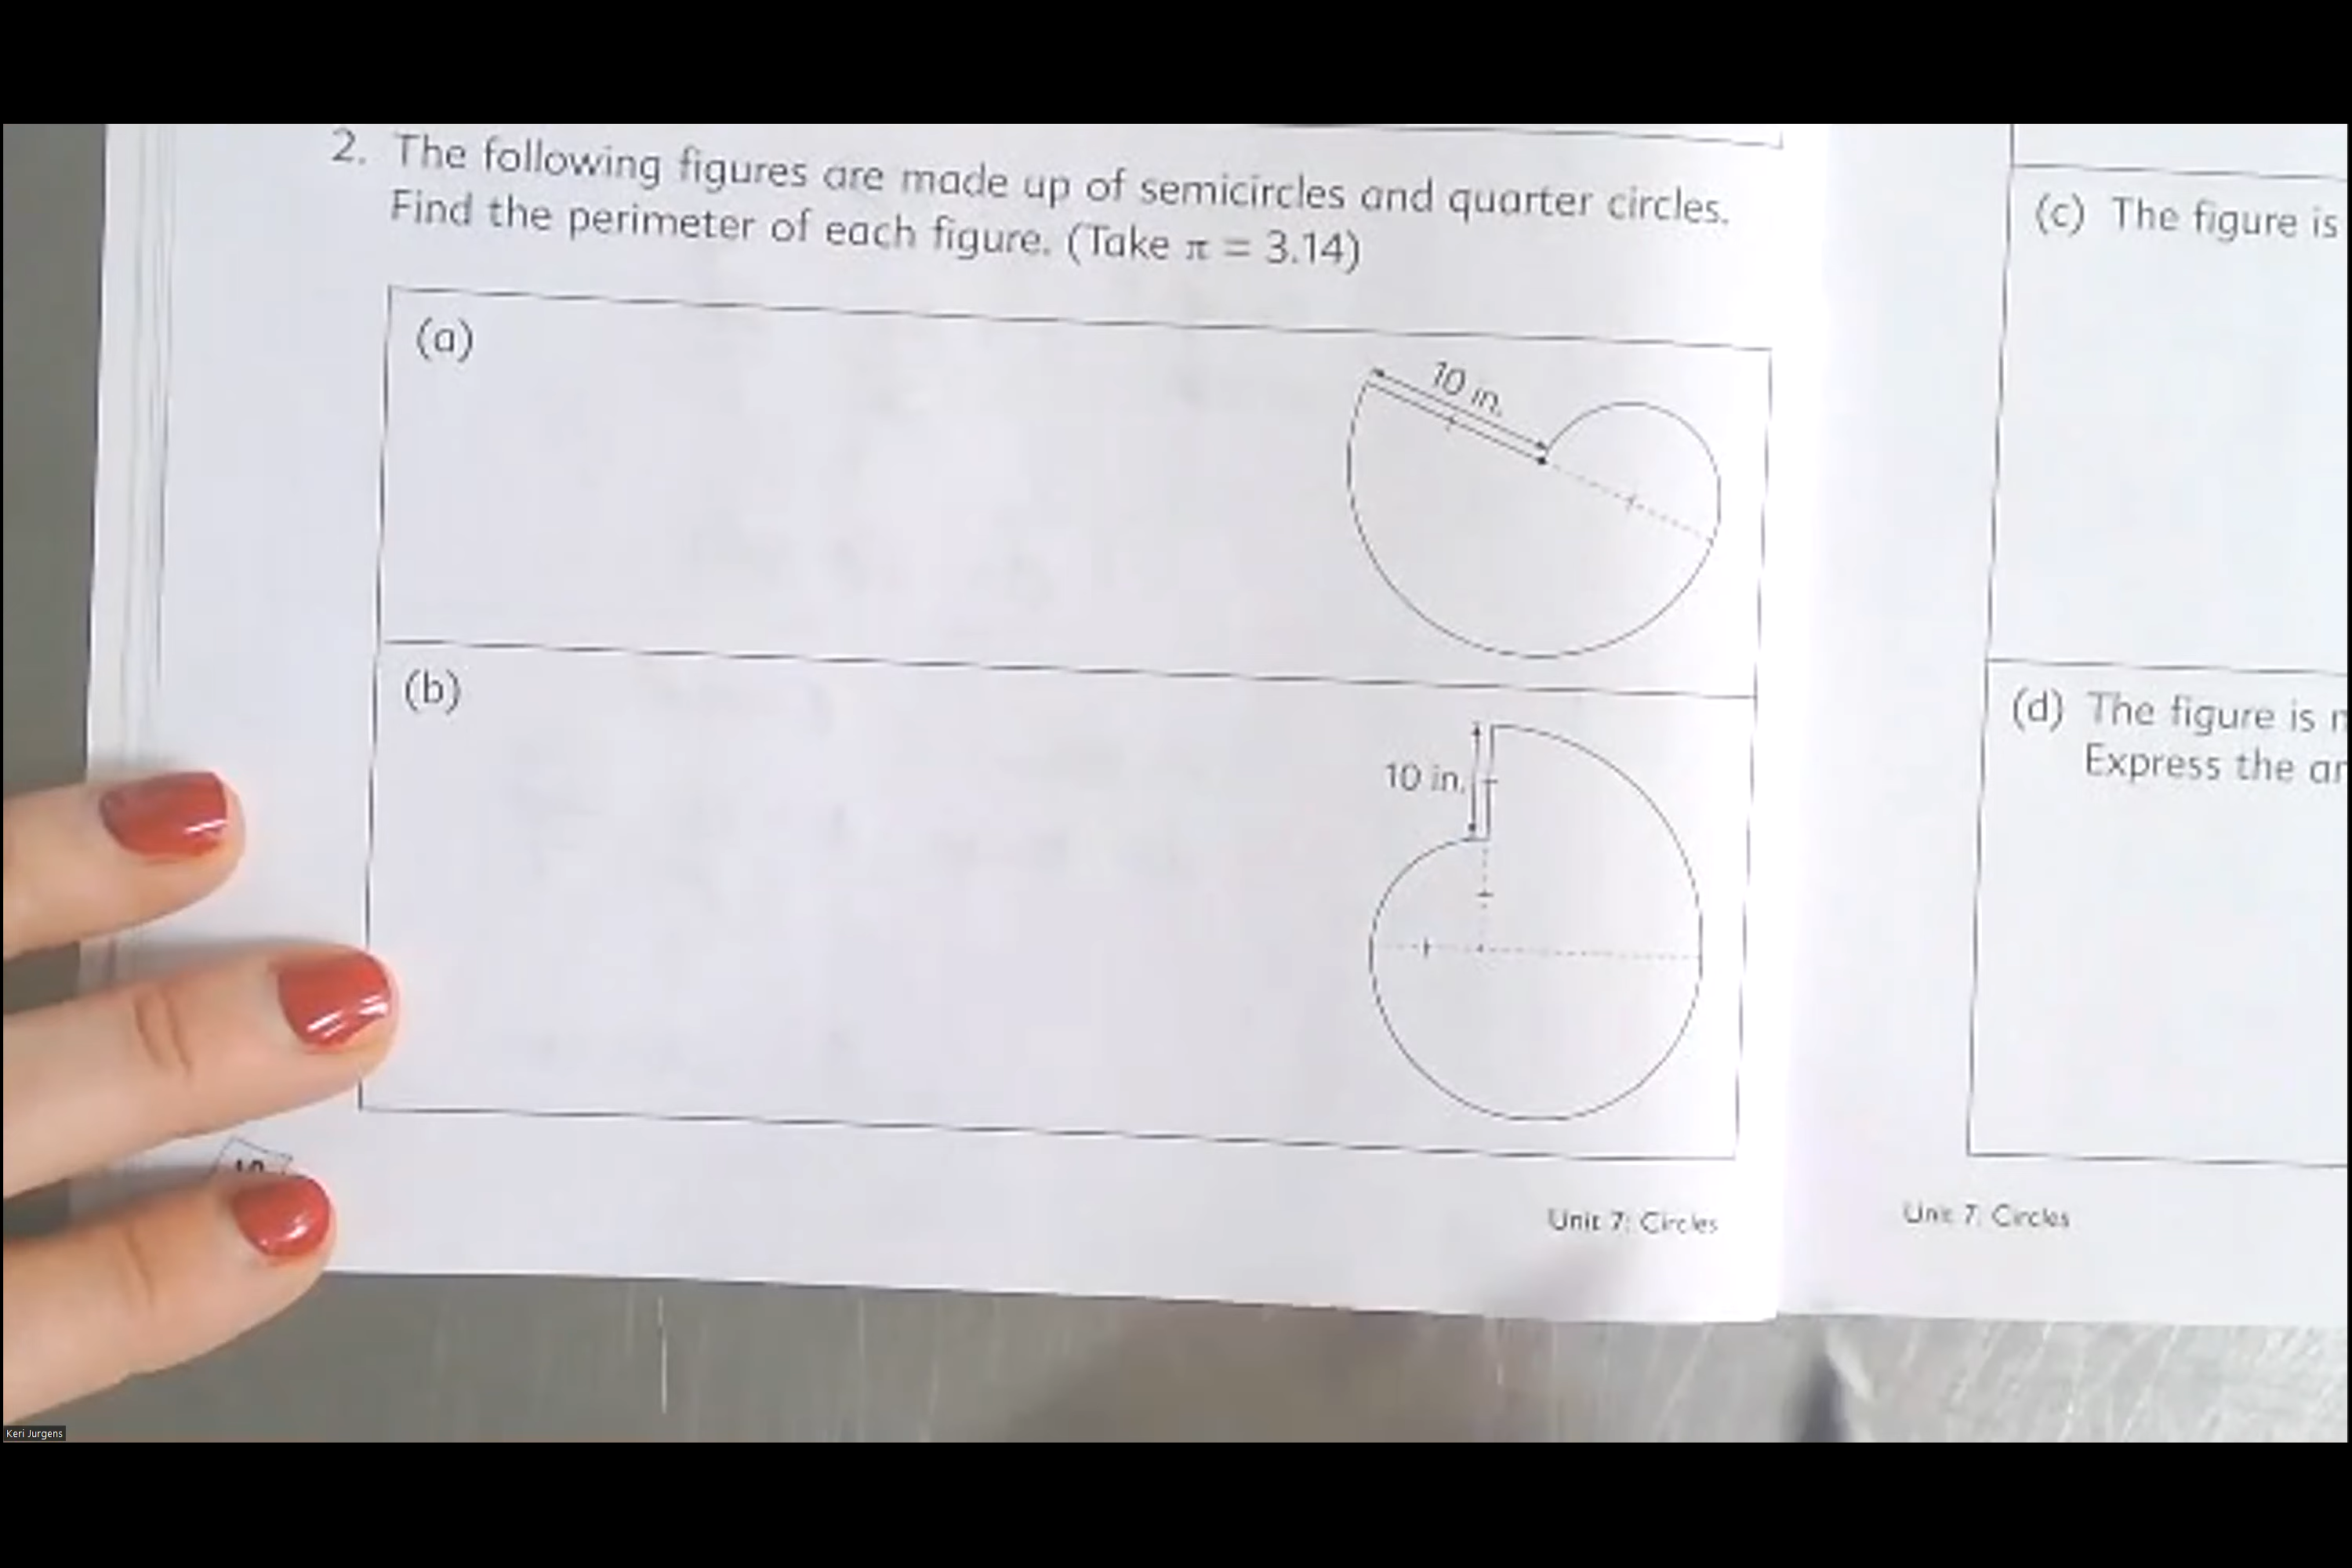 2. The following figures are made up of semicircles and quarter circles.
Find the perimeter of each figure. (Take π = 3.14)
(a)
10 in.
(b)
10 in.
Unit 7: Circles
(c) The figure is
(d) The figure is
Express the
Unit 7: Circles
Keri Jurgens